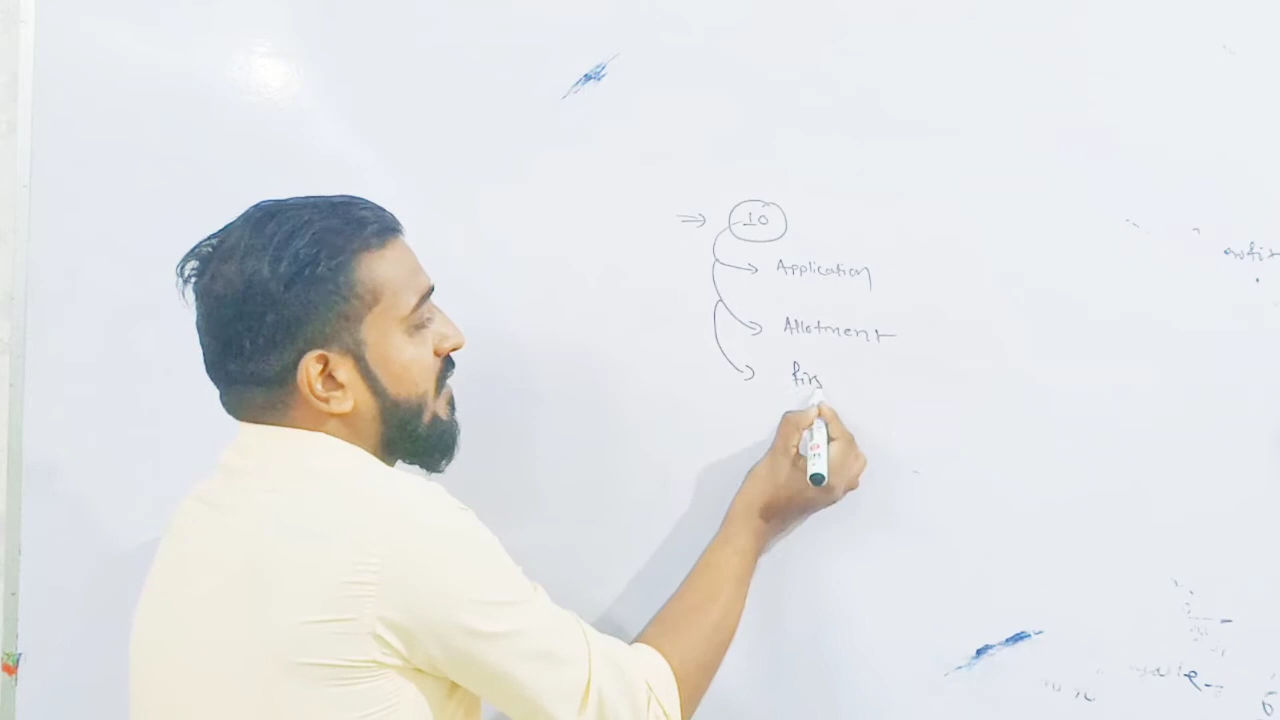 → 10
→ Application
→ Allotment
→ firs